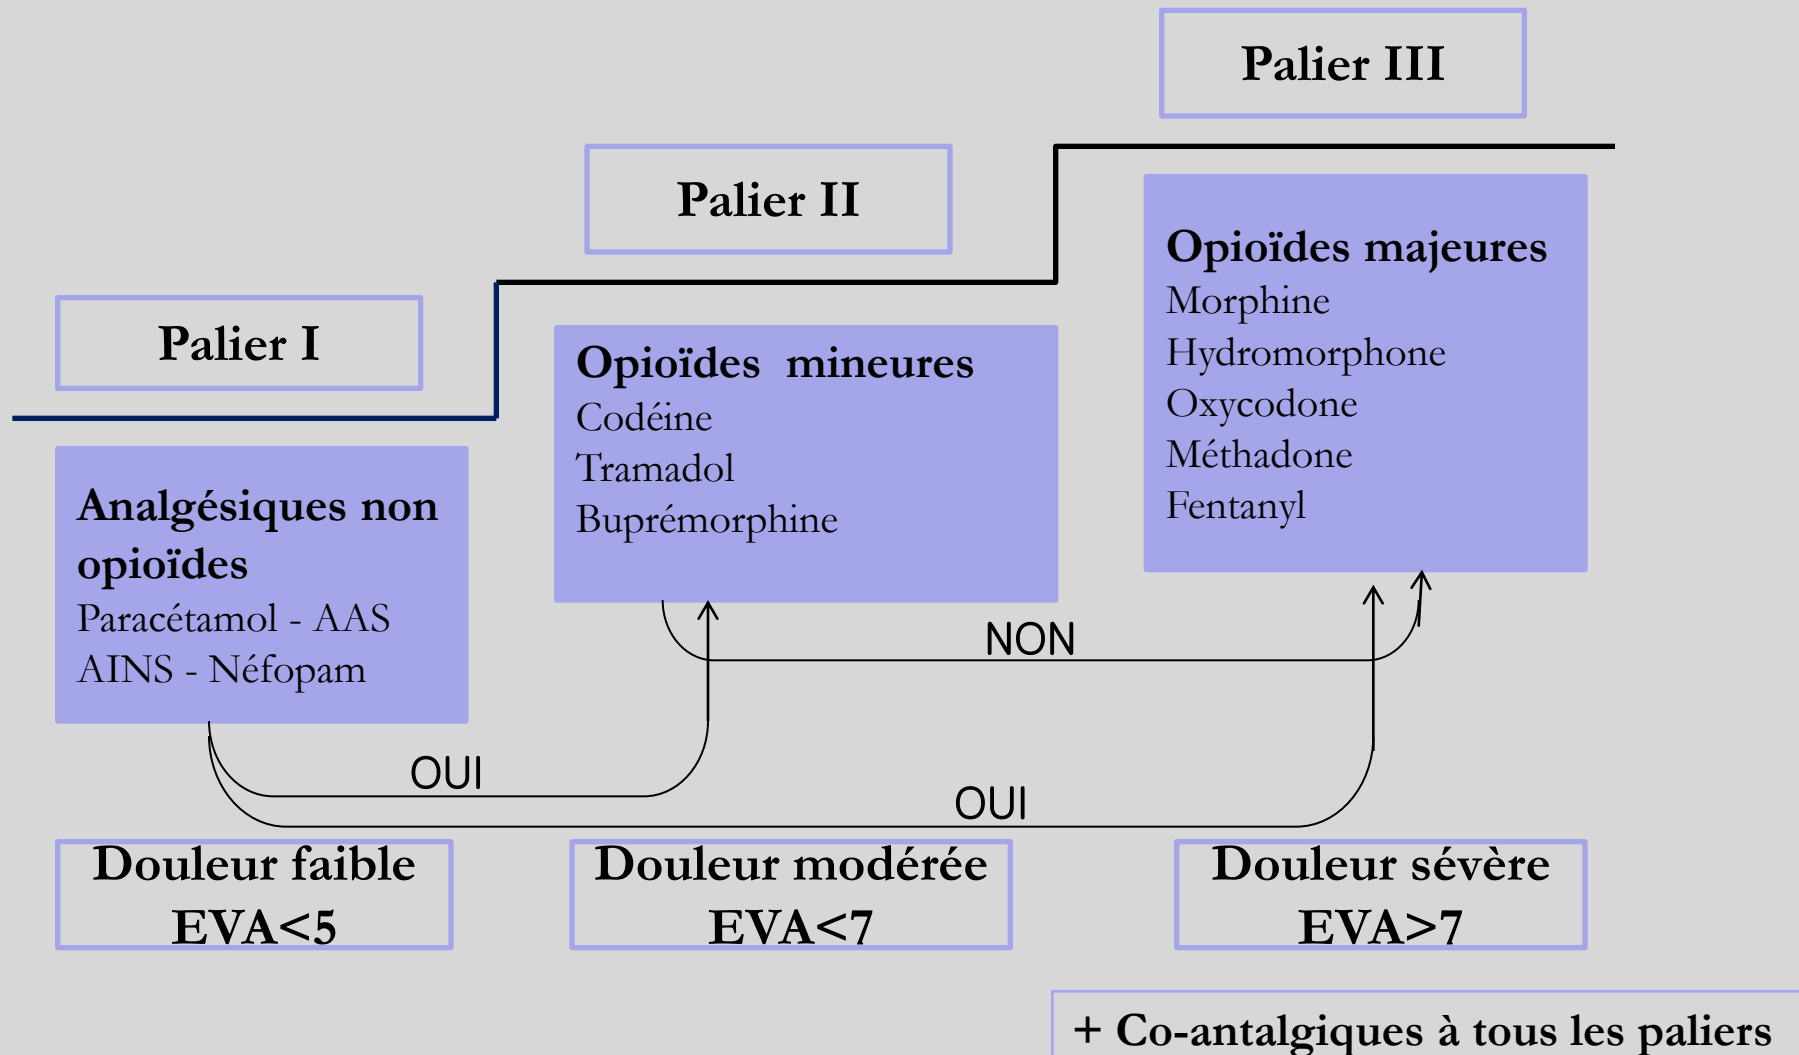 Palier III
Palier II
Palier I
Opioïdes majeures
Morphine
Hydromorphone
Oxycodone
Méthadone
Fentanyl
Opioïdes mineures
Codéine
Tramadol
Buprémorphine
Analgésiques non
opioïdes
Paracétamol - AAS
AINS - Néfopam
NON
OUI
OUI
Douleur faible
EVA<5
Douleur modérée
EVA<7
Douleur sévère
EVA>7
+ Co-antalgiques à tous les paliers